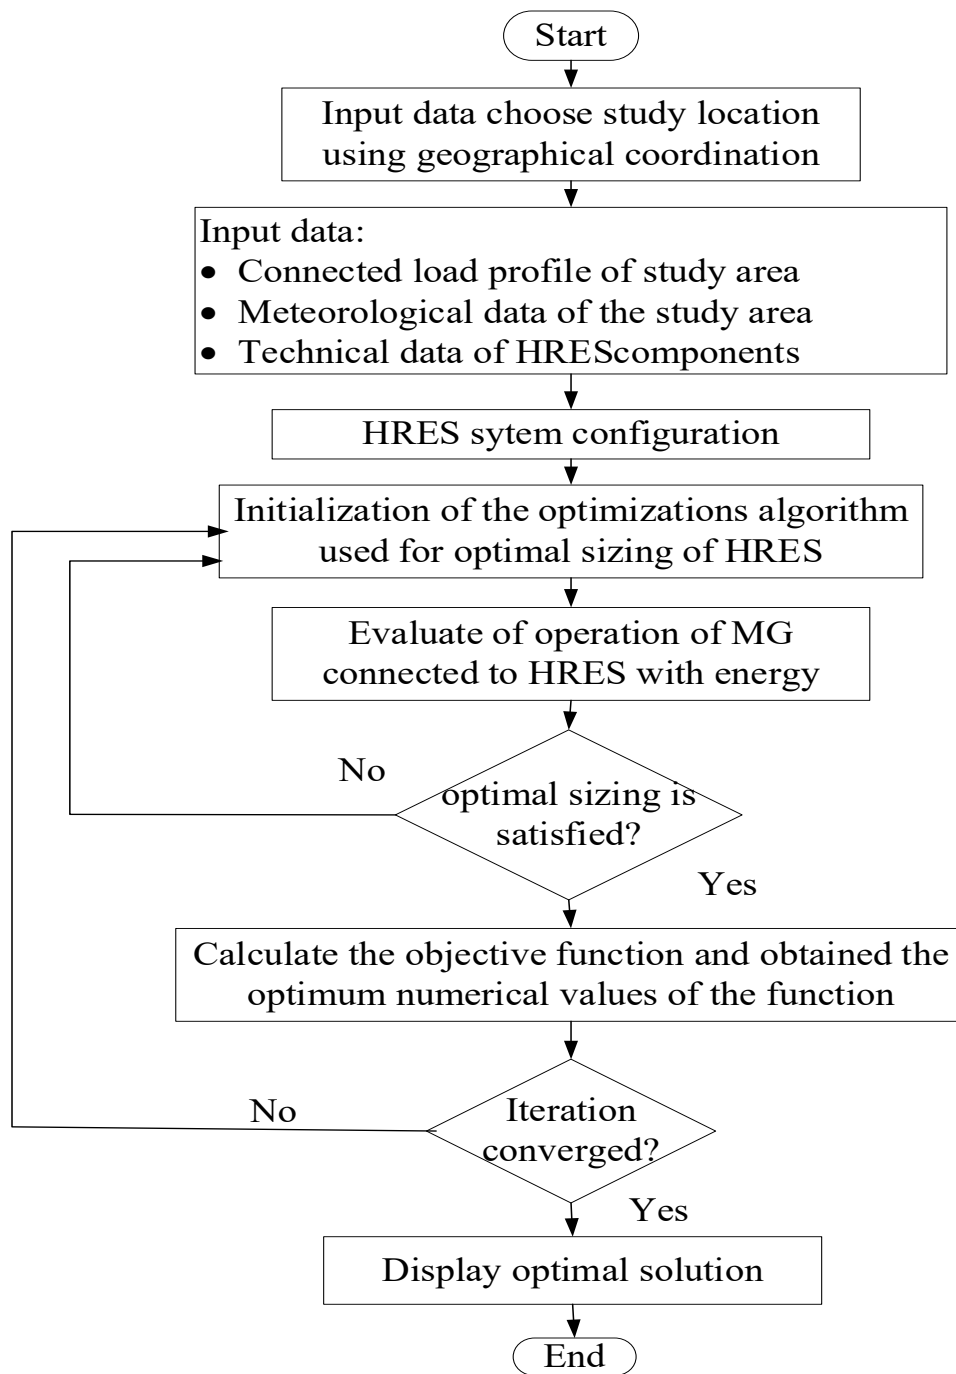 Start
Input data choose study location
using geographical coordination
Input data:
• Connected load profile of study area
• Meteorological data of the study area
• Technical data of HREScomponents
HRES sytem configuration
Initialization of the optimizations algorithm
used for optimal sizing of HRES
Evaluate of operation of MG
connected to HRES with energy
No
optimal sizing is
satisfied?
Yes
Calculate the objective function and obtained the
optimum numerical values of the function
No
Iteration
converged?
Yes
Display optimal solution
End